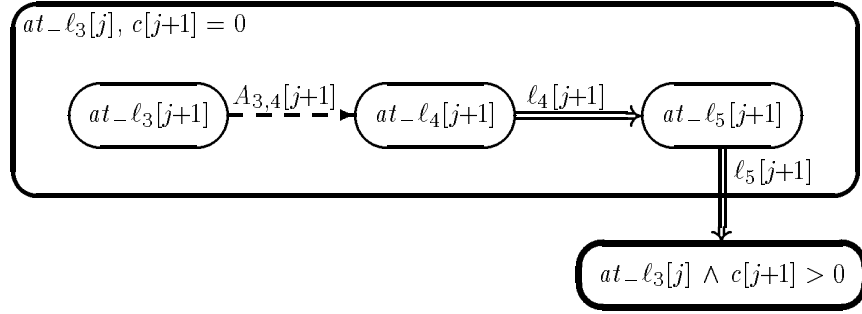 at_ℓ₃[j], c[j+1] = 0
A₃,₄[j+1] ℓ₄[j+1]
at_ℓ₃[j+1] at_ℓ₄[j+1] at_ℓ₅[j+1]
ℓ₅[j+1]
at_ℓ₃[j] ∧ c[j+1] > 0